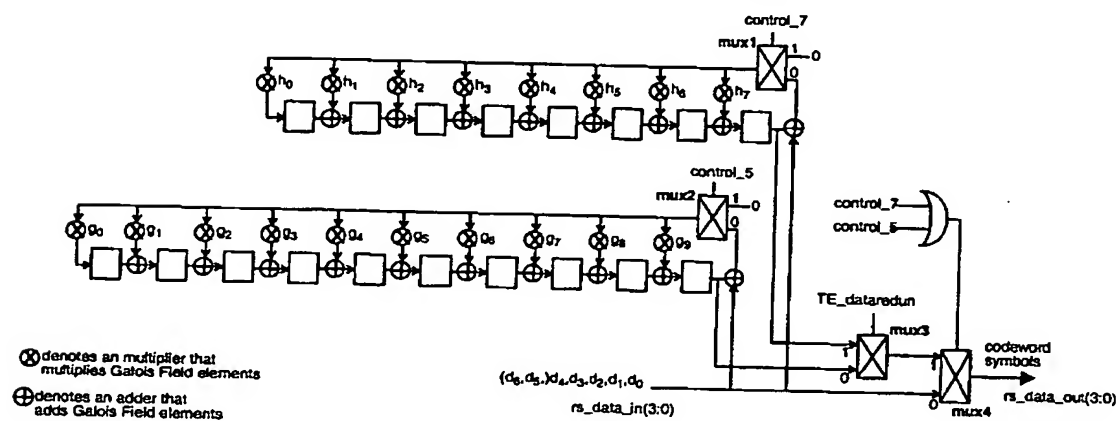 control_7
mux1
1
0
0
h0
h1
h2
h3
h4
h5
h6
h7
control_5
mux2
1
0
0
g0
g1
g2
g3
g4
g5
g6
g7
g8
g9
control_7
control_5
TE_dataredun
mux3
1
0
codeword
symbols
1
0
mux4
rs_data_out(3:0)
(d6,d5,)d4,d3,d2,d1,d0
rs_data_in(3:0)
denotes an multiplier that
multiplies Galois Field elements
denotes an adder that
adds Galois Field elements